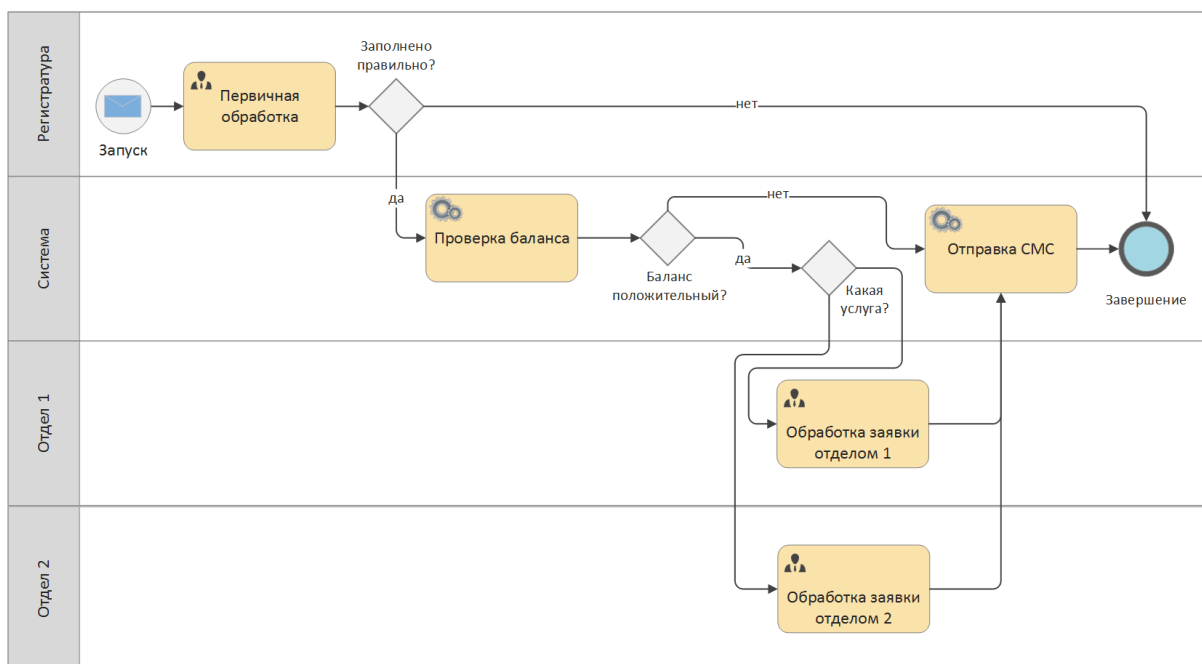 Регистратура
Запуск
Первичная
обработка
Заполнено
правильно?
нет
да
Система
Проверка баланса
Баланс
положительный?
нет
да
Какая
услуга?
Отправка СМС
Завершение
Отдел 1
Обработка заявки
отделом 1
Отдел 2
Обработка заявки
отделом 2